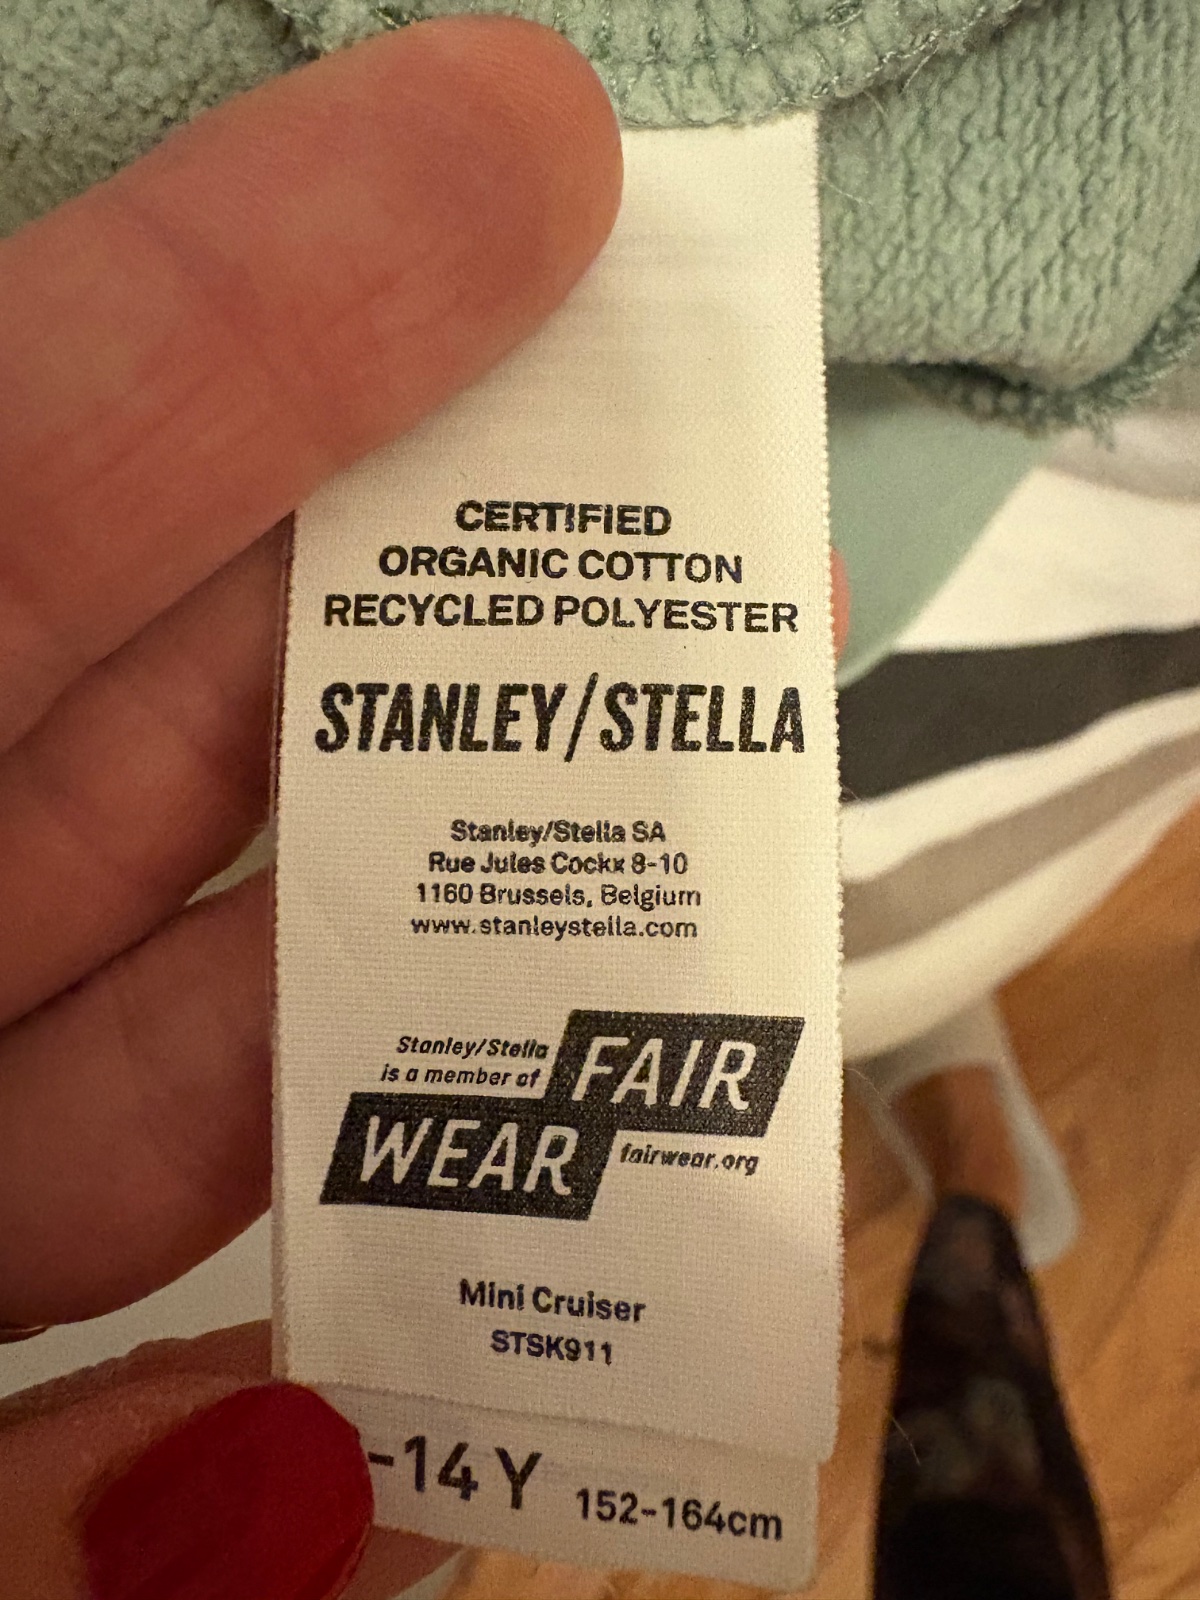 CERTIFIED
ORGANIC COTTON
RECYCLED POLYESTER
STANLEY/STELLA
Stanley/Stella SA
Rue Jules Cockx 8-10
1160 Brussels, Belgium
www.stanleystella.com
Stanley/Stella
is a member of
FAIR
WEAR
fairwear.org
Mini Cruiser
STSK911
-14 Y 152-164cm